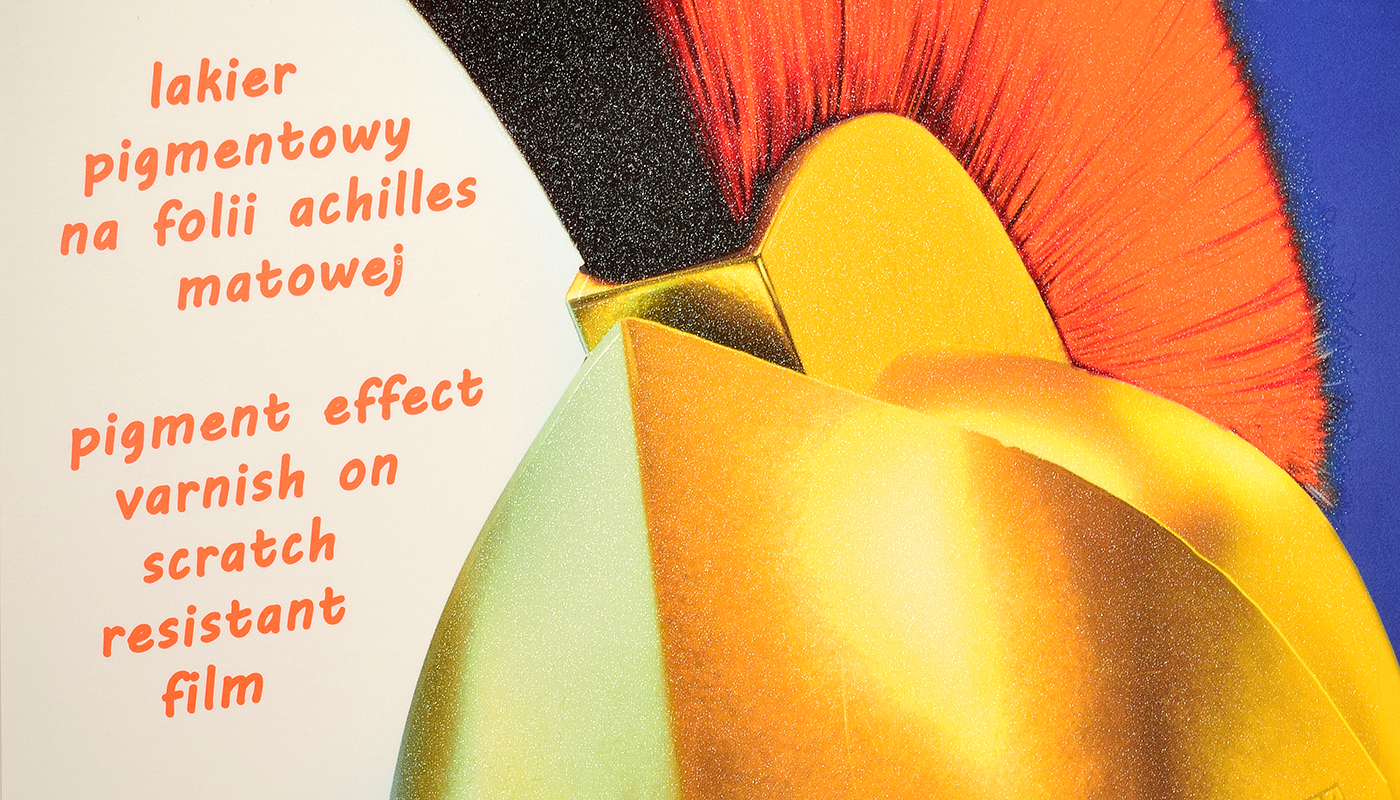 lakier
pigmentowy
na folii achilles
matowej
pigment effect
varnish on
scratch
resistant
film